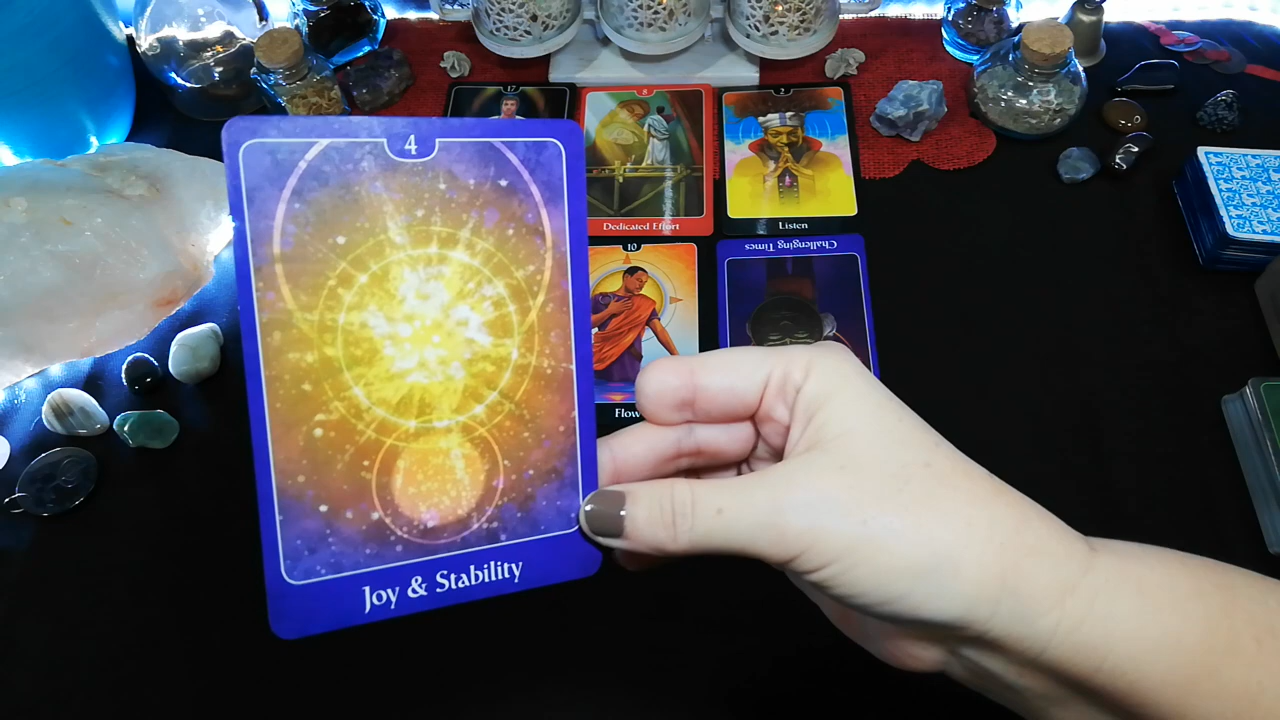 17
8
2
4
Dedicated Effort
Listen
10
Challenging Times
Flow
Joy & Stability